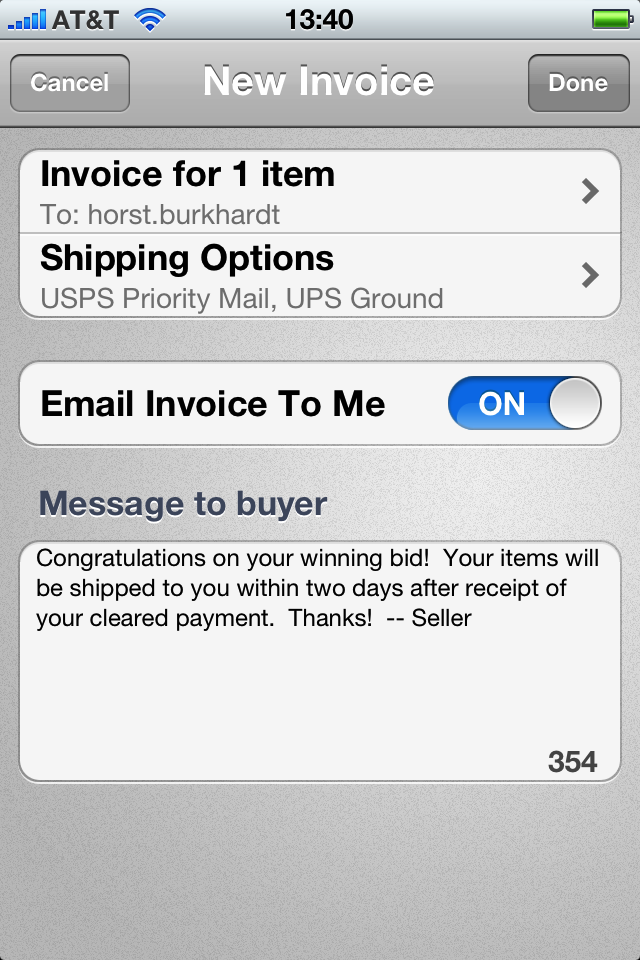 AT&T 13:40
Cancel New Invoice Done
Invoice for 1 item
To: horst.burkhardt
Shipping Options
USPS Priority Mail, UPS Ground
Email Invoice To Me ON
Message to buyer
Congratulations on your winning bid!  Your items will
be shipped to you within two days after receipt of
your cleared payment.  Thanks!  -- Seller
354